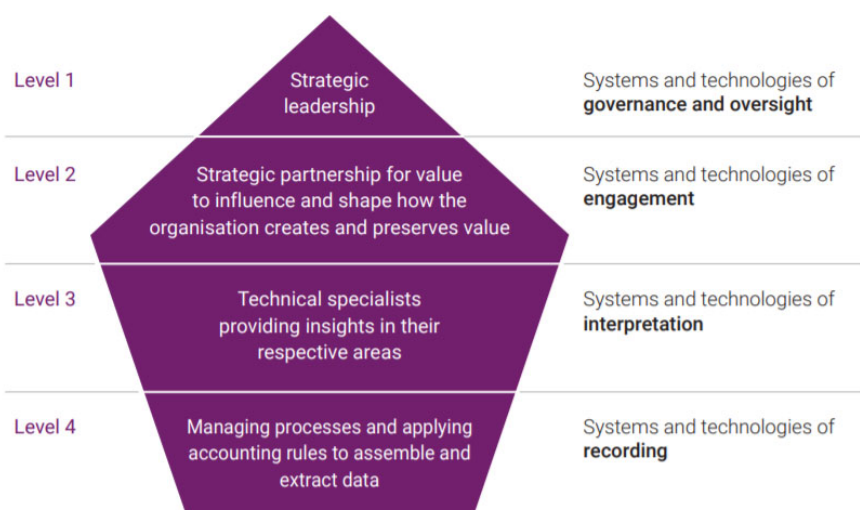 Level 1
Strategic
leadership
Systems and technologies of
governance and oversight
Level 2
Strategic partnership for value
to influence and shape how the
organisation creates and preserves value
Systems and technologies of
engagement
Level 3
Technical specialists
providing insights in their
respective areas
Systems and technologies of
interpretation
Level 4
Managing processes and applying
accounting rules to assemble and
extract data
Systems and technologies of
recording